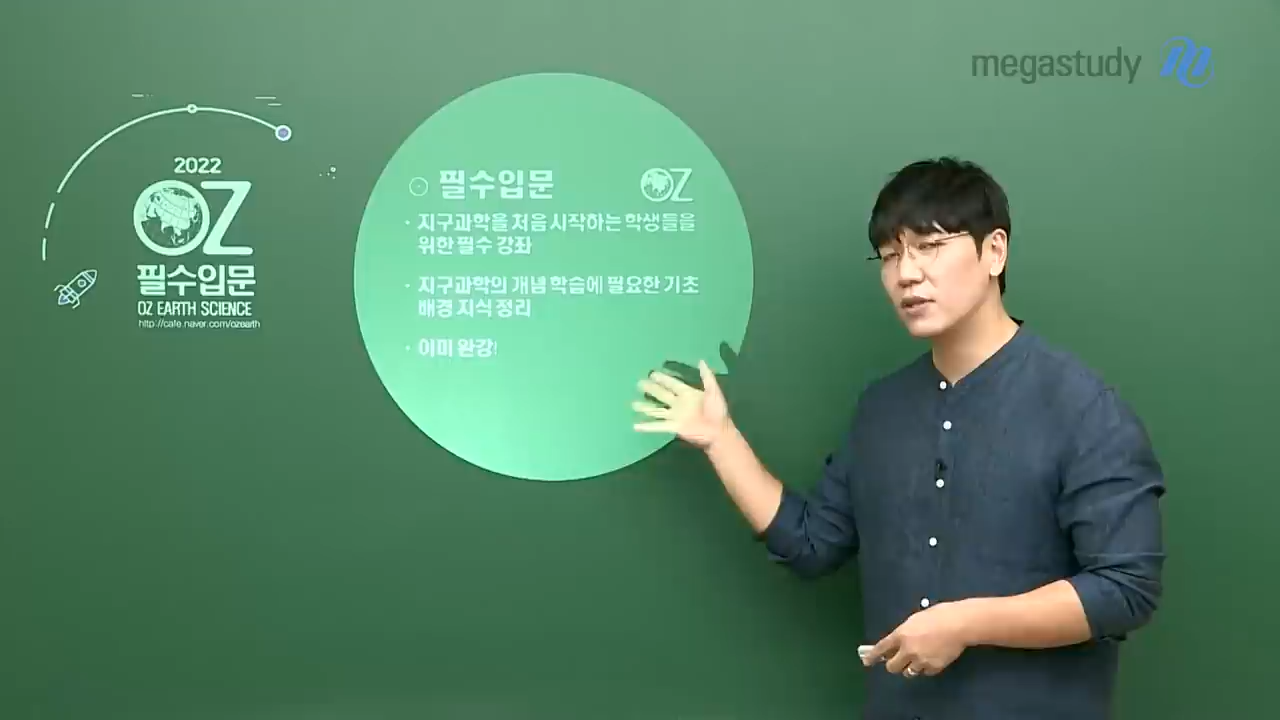 megastudy
2022
OZ
필수입문
OZ EARTH SCIENCE
http://cafe.naver.com/ozearth
필수입문
OZ
• 지구과학을 처음 시작하는 학생들을
위한 필수 강좌
• 지구과학의 개념 학습에 필요한 기초
배경 지식 정리
• 이미 완강!